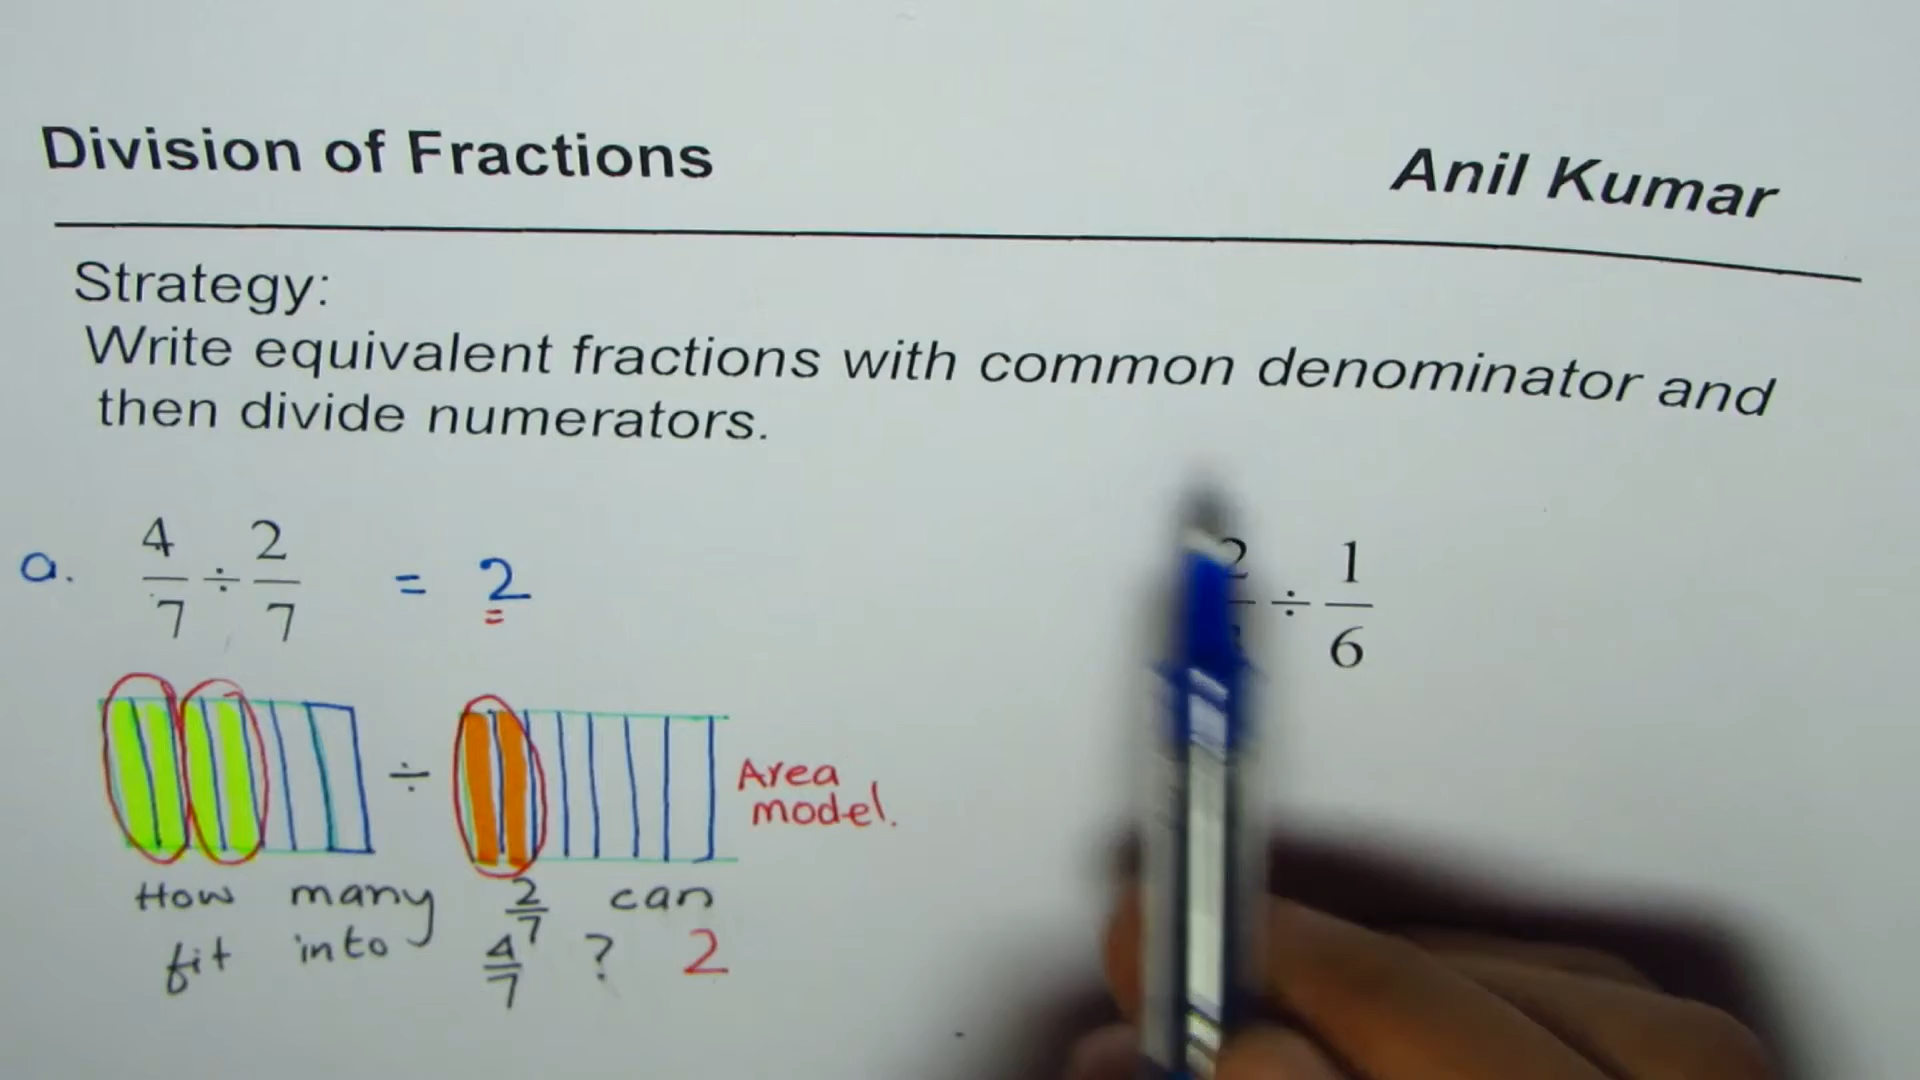 Division of Fractions
Anil Kumar
Strategy:
Write equivalent fractions with common denominator and
then divide numerators.
a. 4/7 ÷ 2/7 = 2
2 ÷ 1/6
÷
Area
model.
How many 2/7 can
fit into 4/7 ? 2